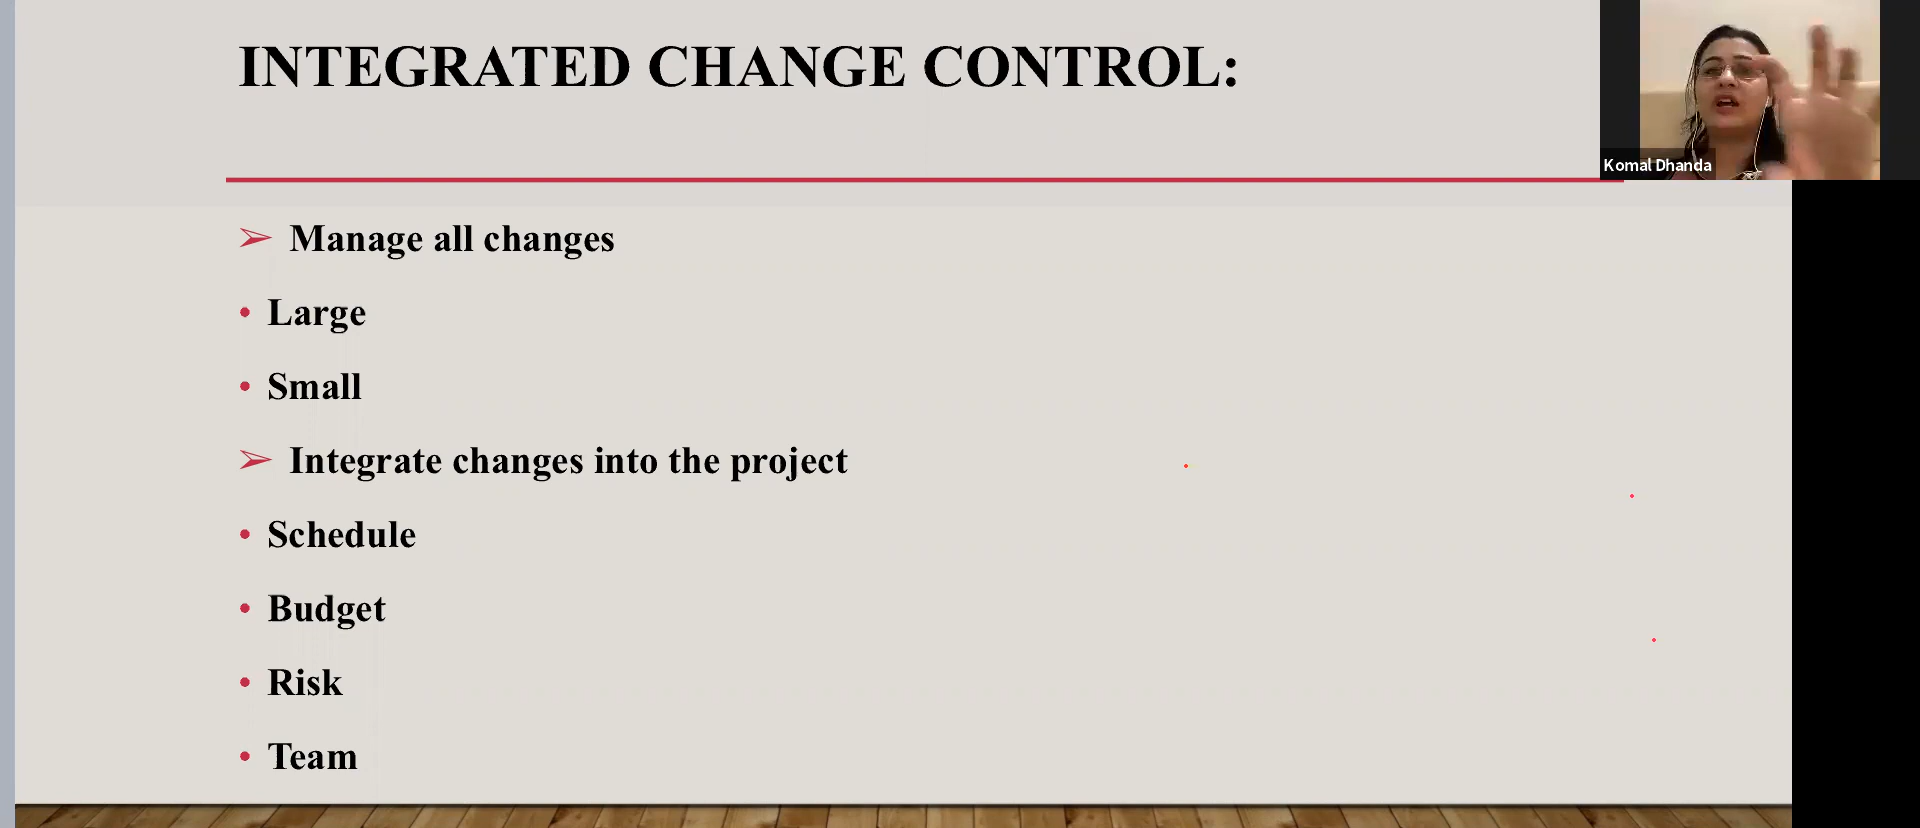 INTEGRATED CHANGE CONTROL:
Komal Dhanda
➢ Manage all changes
• Large
• Small
➢ Integrate changes into the project
• Schedule
• Budget
• Risk
• Team